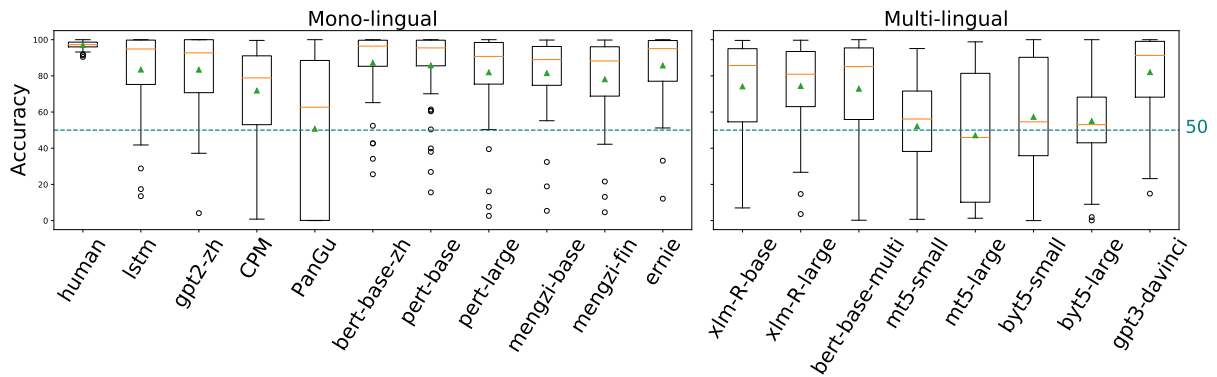 Mono-lingual
Multi-lingual
Accuracy
100
80
60
40
20
0
50
human
lstm
gpt2-zh
CPM
PanGu
bert-base-zh
pert-base
pert-large
mengzi-base
mengzi-fin
ernie
xlm-R-base
xlm-R-large
bert-base-multi
mt5-small
mt5-large
byt5-small
byt5-large
gpt3-davinci